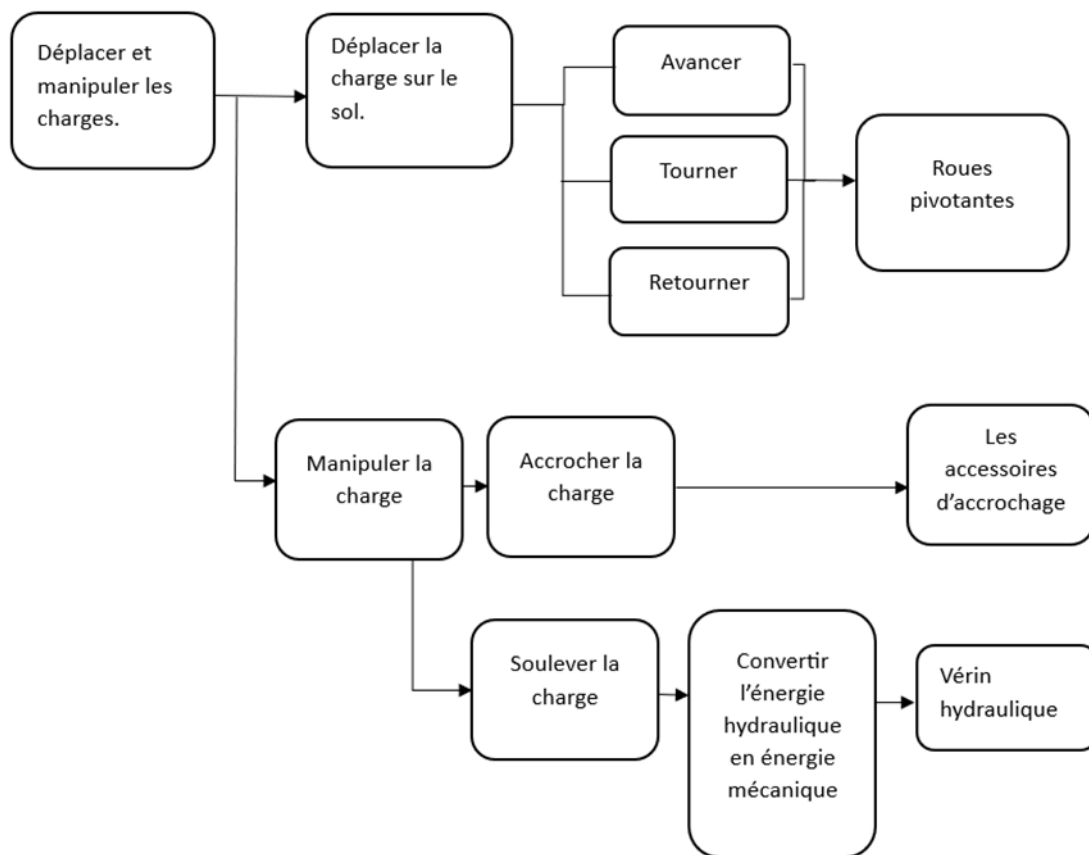 Déplacer et
manipuler les
charges.
Déplacer la
charge sur le
sol.
Avancer
Tourner
Retourner
Roues
pivotantes
Manipuler la
charge
Accrocher la
charge
Les
accessoires
d’accrochage
Soulever la
charge
Convertir
l’énergie
hydraulique
en énergie
mécanique
Vérin
hydraulique